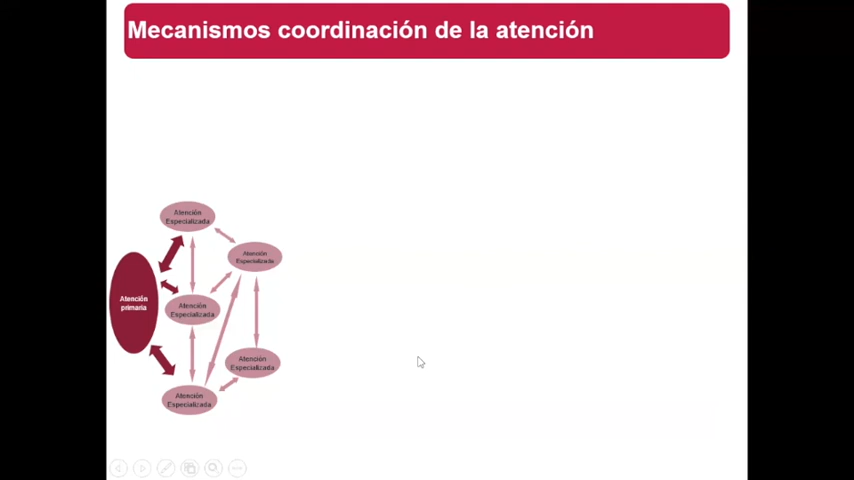 Mecanismos coordinación de la atención
Atención
Especializada
Atención
Especializada
Atención
primaria
Atención
Especializada
Atención
Especializada
Atención
Especializada